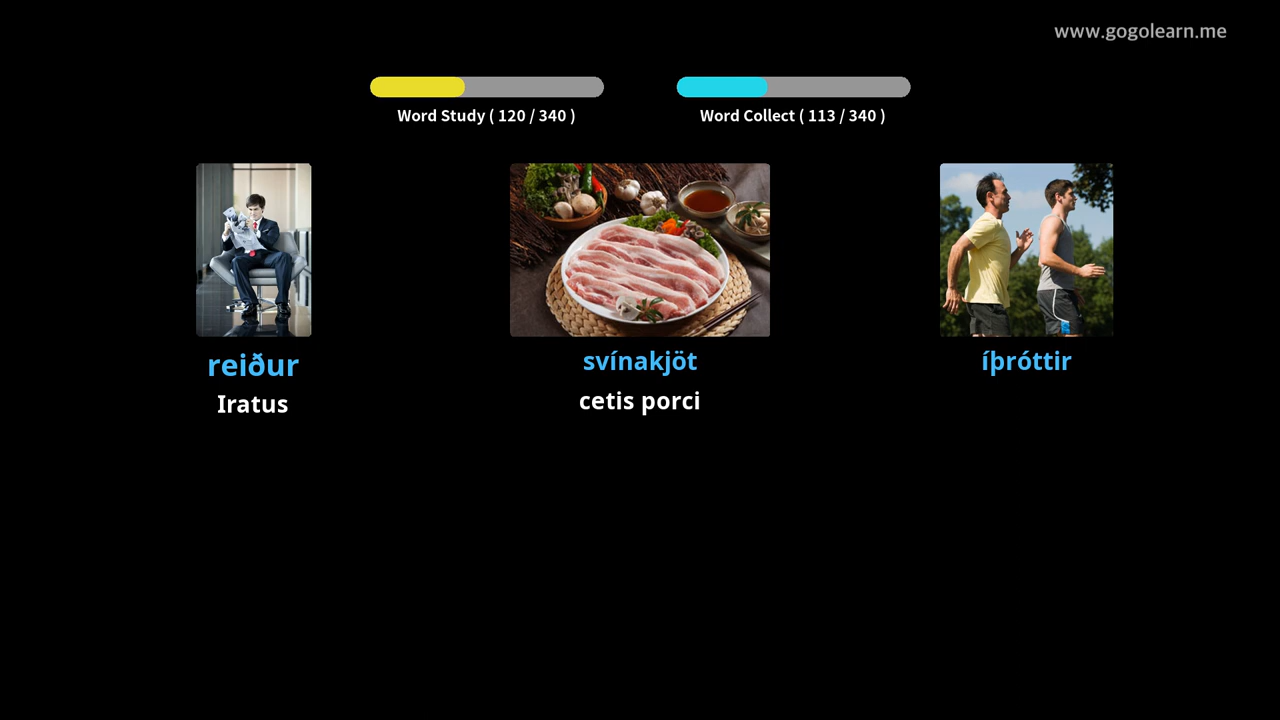 www.gogolearn.me
Word Study ( 120 / 340 )
Word Collect ( 113 / 340 )
reiður
svínakjöt
íþróttir
Iratus
cetis porci